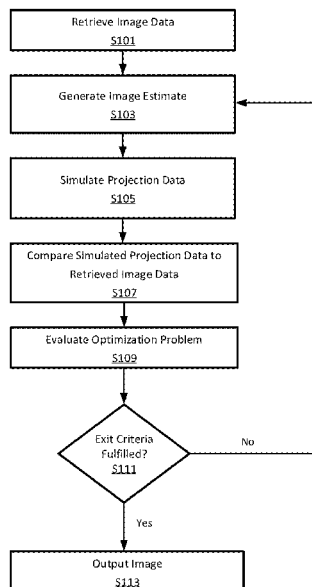 Retrieve Image Data
S101
Generate Image Estimate
S103
Simulate Projection Data
S105
Compare Simulated Projection Data to
Retrieved Image Data
S107
Evaluate Optimization Problem
S109
Exit Criteria
Fulfilled?
S111
No
Yes
Output Image
S113